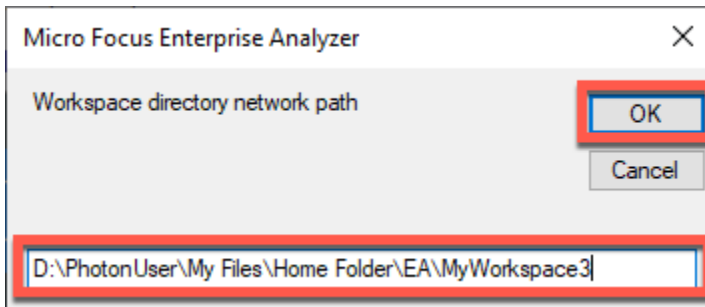 Micro Focus Enterprise Analyzer
Workspace directory network path
OK
Cancel
D:\PhotonUser\My Files\Home Folder\EA\MyWorkspace3